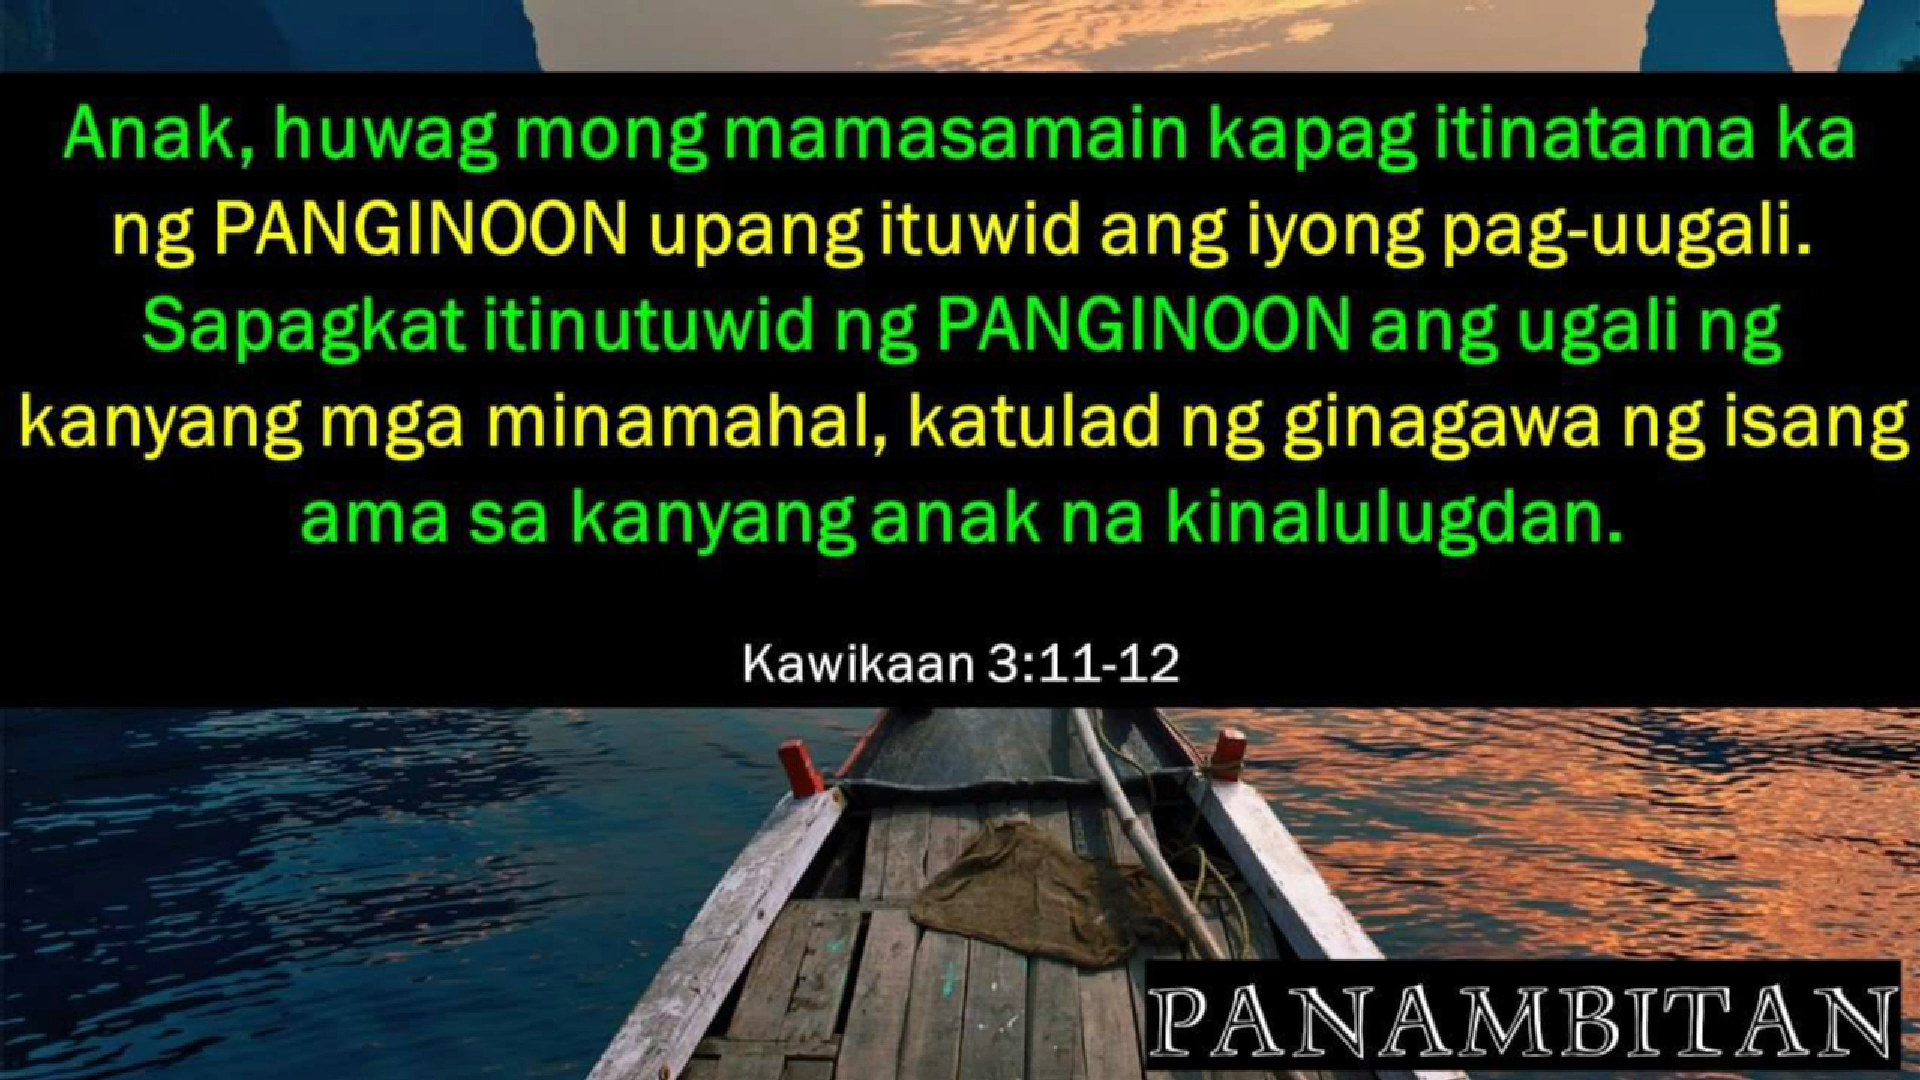 Anak, huwag mong mamasamain kapag itinatama ka
ng PANGINOON upang ituwid ang iyong pag-uugali.
Sapagkat itinutuwid ng PANGINOON ang ugali ng
kanyang mga minamahal, katulad ng ginagawa ng isang
ama sa kanyang anak na kinalulugdan.
Kawikaan 3:11-12
PANAMBITAN